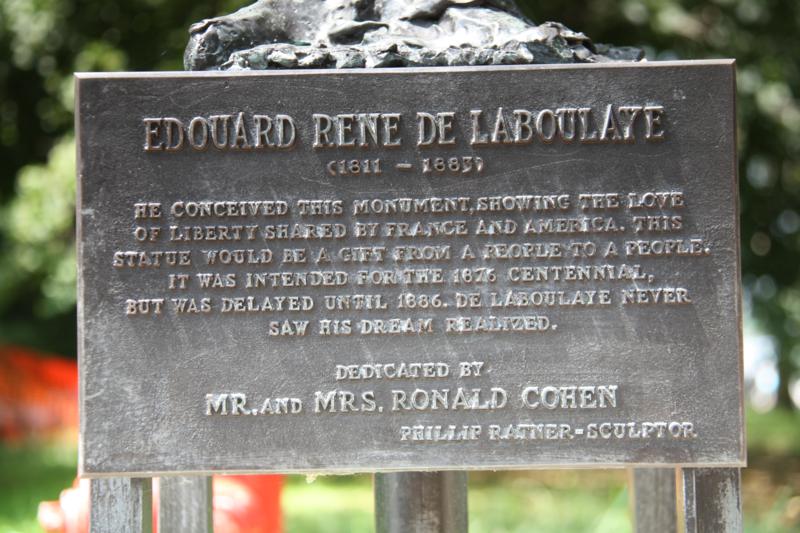 EDOUARD RENE DE LABOULAYE
(1811 - 1883)
HE CONCEIVED THIS MONUMENT, SHOWING THE LOVE
OF LIBERTY SHARED BY FRANCE AND AMERICA. THIS
STATUE WOULD BE A GIFT FROM A PEOPLE TO A PEOPLE.
IT WAS INTENDED FOR THE 1876 CENTENNIAL,
BUT WAS DELAYED UNTIL 1886. DE LABOULAYE NEVER
SAW HIS DREAM REALIZED.
DEDICATED BY
MR. AND MRS. RONALD COHEN
PHILLIP RATNER-SCULPTOR